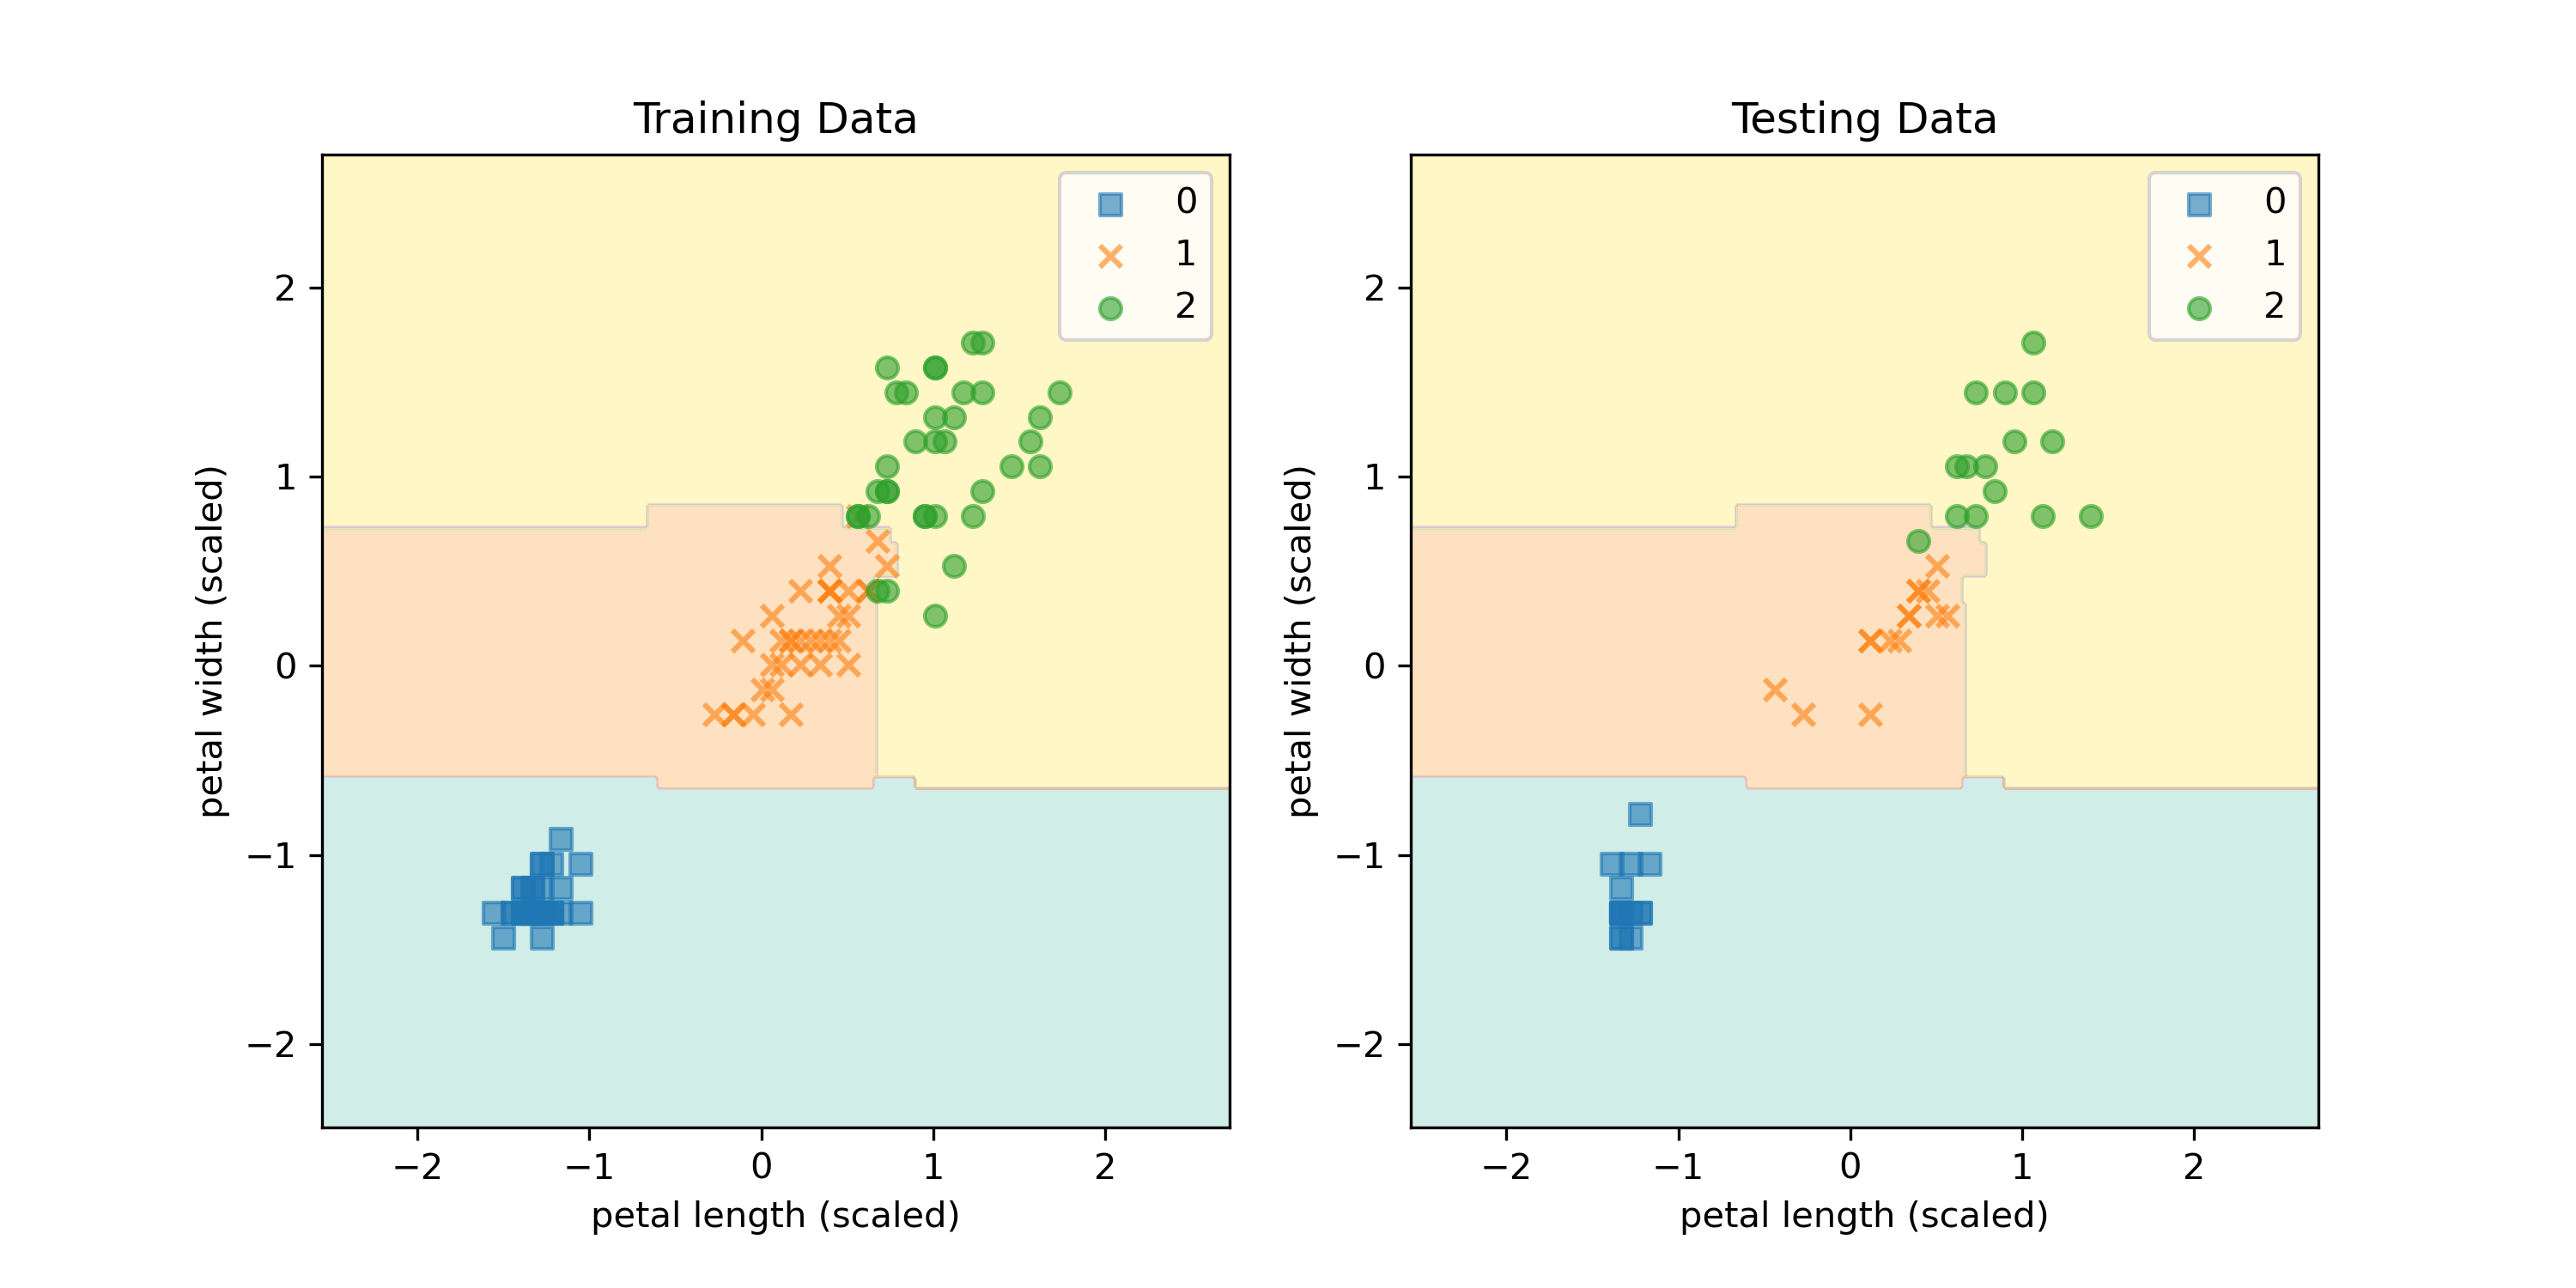 Training Data
0
1
2
2
1
0
−1
−2
petal width (scaled)
−2 −1 0 1 2
petal length (scaled)
Testing Data
0
1
2
2
1
0
−1
−2
petal width (scaled)
−2 −1 0 1 2
petal length (scaled)